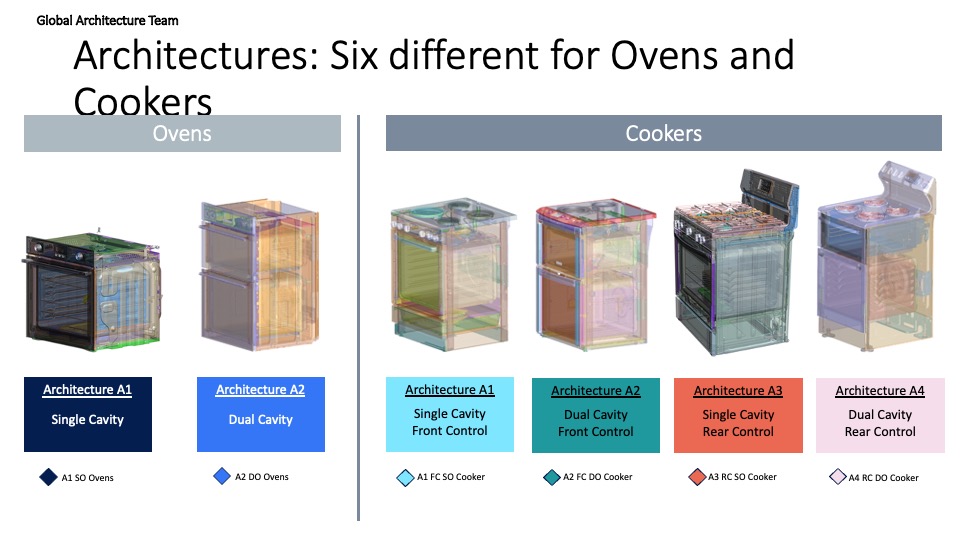 Global Architecture Team
Architectures: Six different for Ovens and
Cookers
Ovens
Cookers
Architecture A1
Single Cavity
Architecture A2
Dual Cavity
Architecture A1
Single Cavity
Front Control
Architecture A2
Dual Cavity
Front Control
Architecture A3
Single Cavity
Rear Control
Architecture A4
Dual Cavity
Rear Control
A1 SO Ovens
A2 DO Ovens
A1 FC SO Cooker
A2 FC DO Cooker
A3 RC SO Cooker
A4 RC DO Cooker